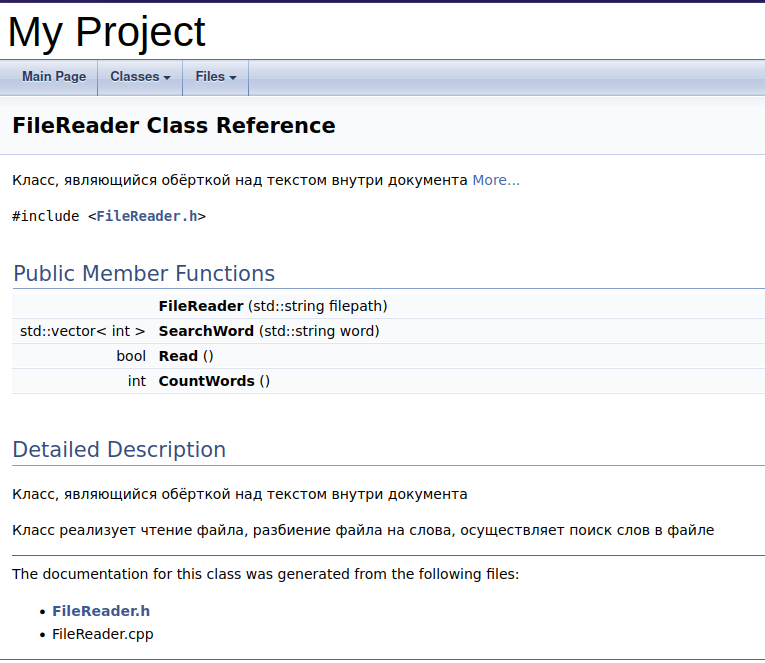 My Project
Main Page Classes Files
FileReader Class Reference
Класс, являющийся обёрткой над текстом внутри документа More...
#include <FileReader.h>
Public Member Functions
FileReader (std::string filepath)
std::vector< int > SearchWord (std::string word)
bool Read ()
int CountWords ()
Detailed Description
Класс, являющийся обёрткой над текстом внутри документа
Класс реализует чтение файла, разбиение файла на слова, осуществляет поиск слов в файле
The documentation for this class was generated from the following files:
• FileReader.h
• FileReader.cpp